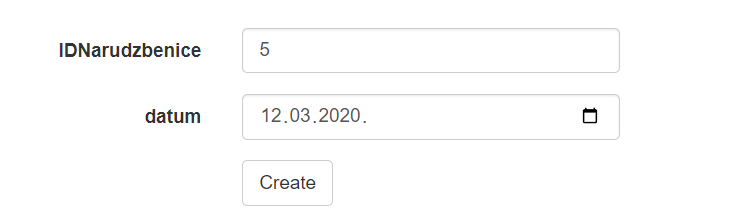 IDNarudzbenice 5
datum 12.03.2020.
Create